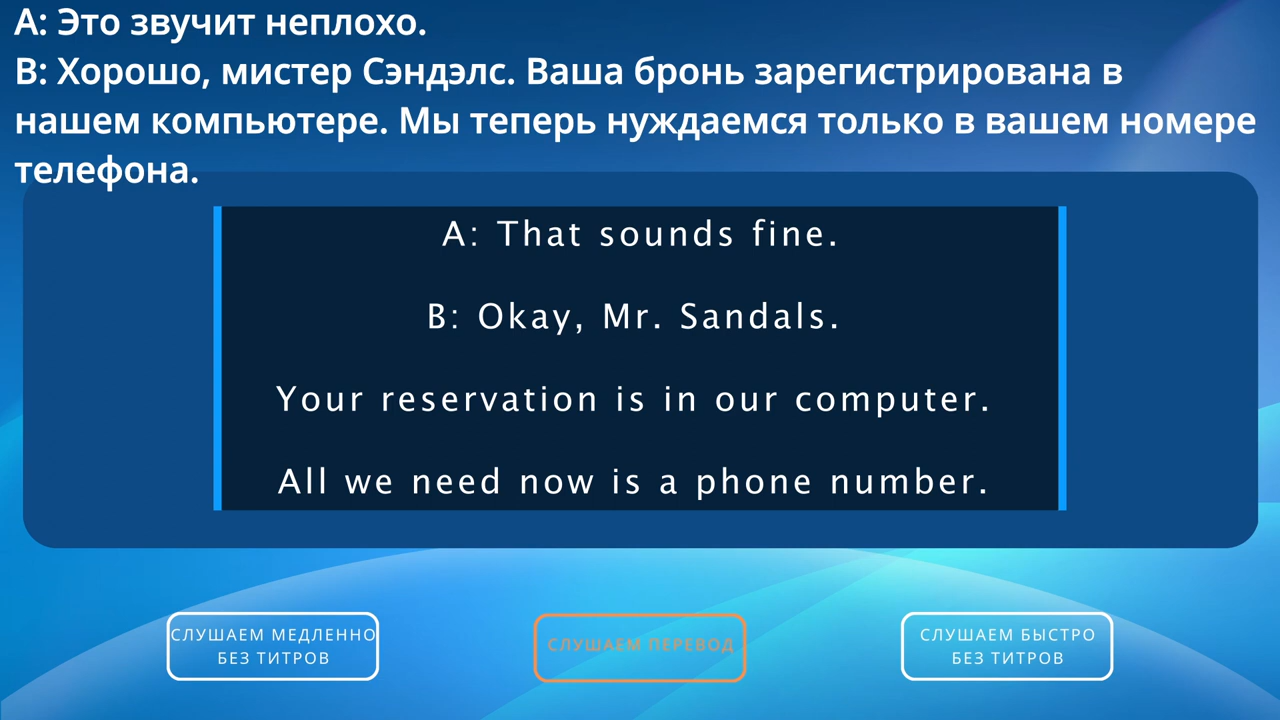 A: Это звучит неплохо.
B: Хорошо, мистер Сэндэлс. Ваша бронь зарегистрирована в
нашем компьютере. Мы теперь нуждаемся только в вашем номере
телефона.
A: That sounds fine.
B: Okay, Mr. Sandals.
Your reservation is in our computer.
All we need now is a phone number.
СЛУШАЕМ МЕДЛЕННО
БЕЗ ТИТРОВ
СЛУШАЕМ ПЕРЕВОД
СЛУШАЕМ БЫСТРО
БЕЗ ТИТРОВ